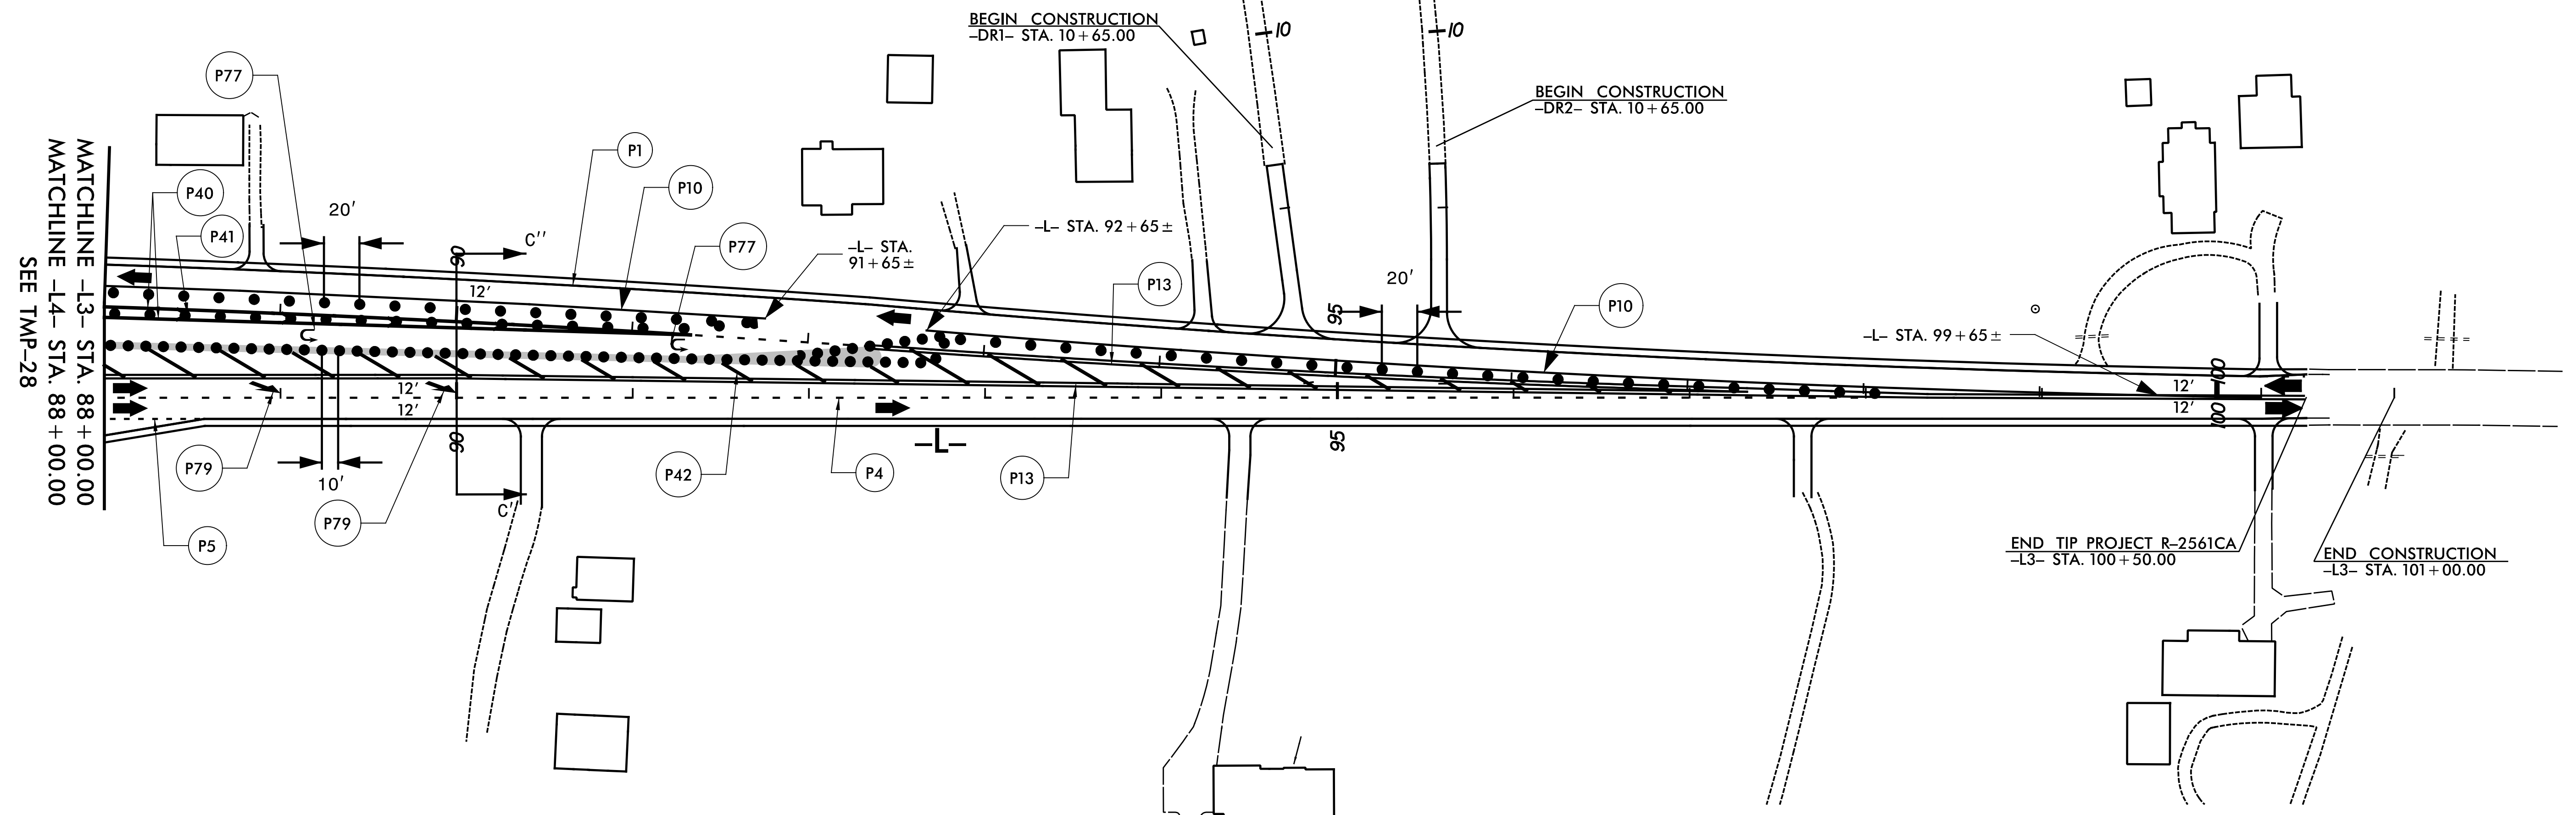 BEGIN CONSTRUCTION
-DR1- STA. 10+65.00
10
10
BEGIN CONSTRUCTION
-DR2- STA. 10+65.00
P77
P1
P10
P40
P41
20'
MATCHLINE -L3- STA. 88+00.00
MATCHLINE -L4- STA. 88+00.00
SEE TMP-28
90
C''
P77
-L- STA.
91+65±
-L- STA. 92+65±
P13
20'
P10
95
-L- STA. 99+65±
12'
12'
12'
12'
12'
100
100
P79
10'
P79
90
C'
P5
P42
P4
-L-
P13
95
END TIP PROJECT R-2561CA
-L3- STA. 100+50.00
END CONSTRUCTION
-L3- STA. 101+00.00